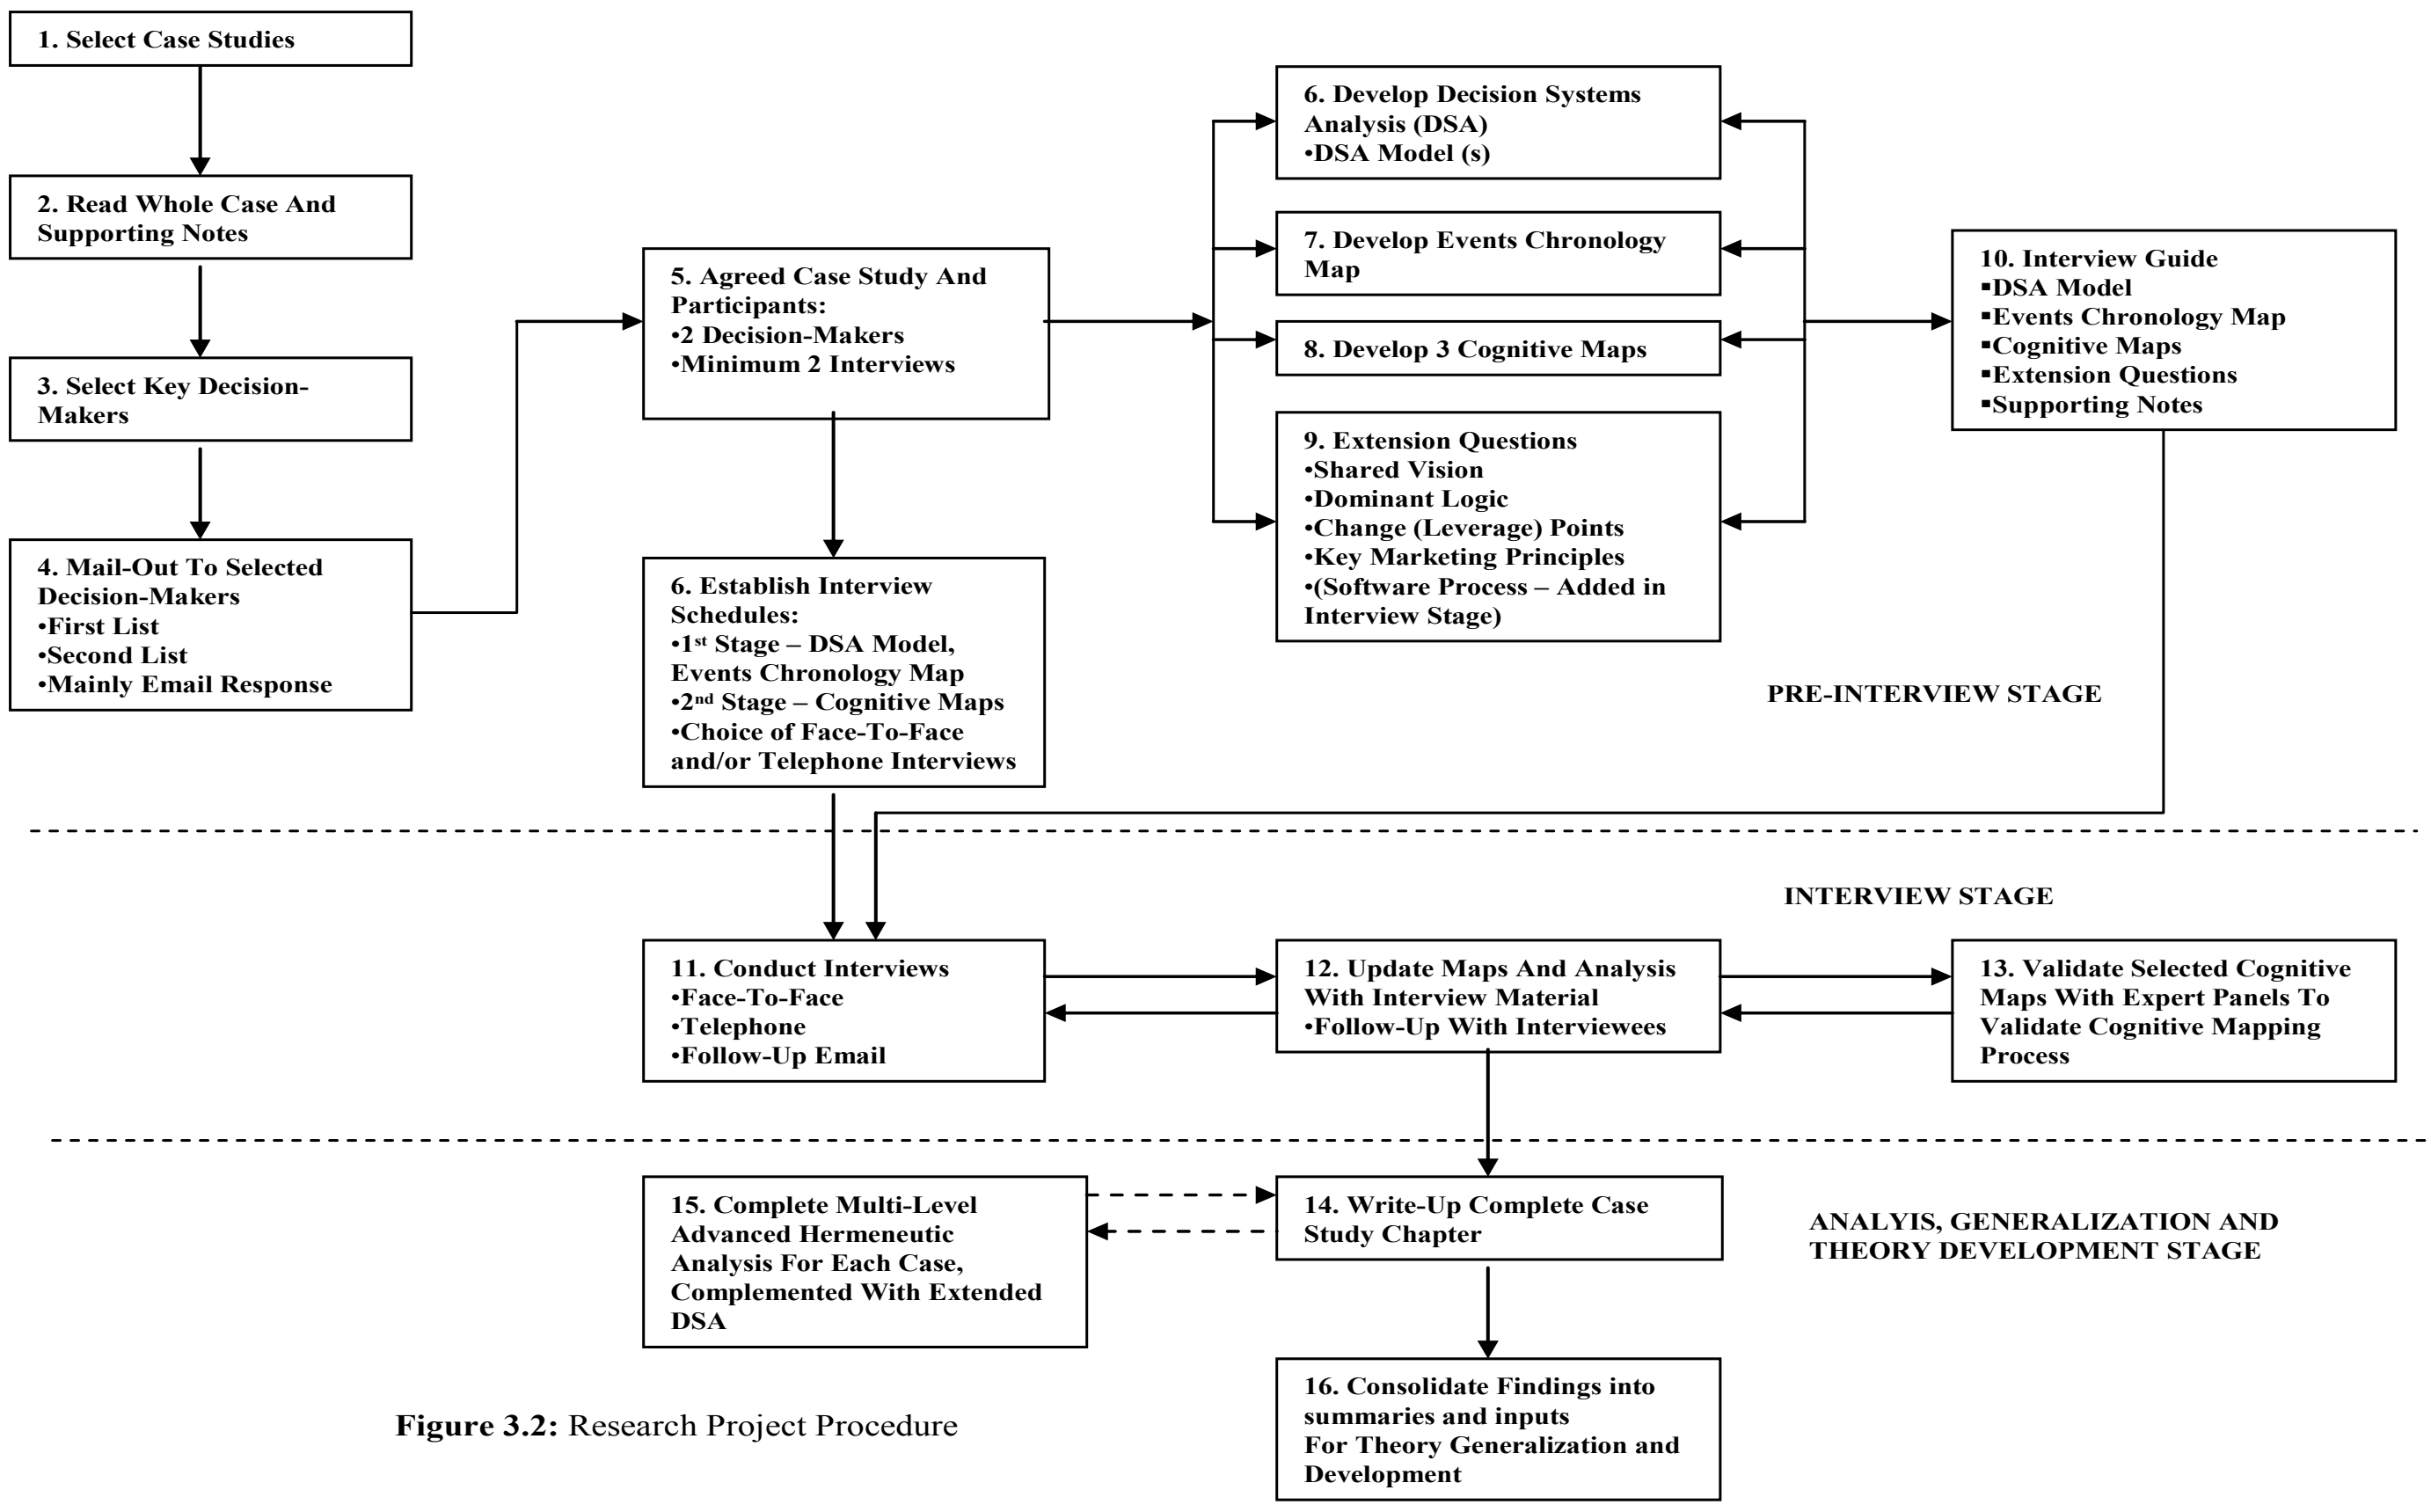 1. Select Case Studies
2. Read Whole Case And
Supporting Notes
3. Select Key Decision-
Makers
4. Mail-Out To Selected
Decision-Makers
•First List
•Second List
•Mainly Email Response
5. Agreed Case Study And
Participants:
•2 Decision-Makers
•Minimum 2 Interviews
6. Establish Interview
Schedules:
•1st Stage – DSA Model,
Events Chronology Map
•2nd Stage – Cognitive Maps
•Choice of Face-To-Face
and/or Telephone Interviews
6. Develop Decision Systems
Analysis (DSA)
•DSA Model (s)
7. Develop Events Chronology
Map
8. Develop 3 Cognitive Maps
9. Extension Questions
•Shared Vision
•Dominant Logic
•Change (Leverage) Points
•Key Marketing Principles
•(Software Process – Added in
Interview Stage)
10. Interview Guide
▪DSA Model
▪Events Chronology Map
▪Cognitive Maps
▪Extension Questions
▪Supporting Notes
PRE-INTERVIEW STAGE
INTERVIEW STAGE
11. Conduct Interviews
•Face-To-Face
•Telephone
•Follow-Up Email
12. Update Maps And Analysis
With Interview Material
•Follow-Up With Interviewees
13. Validate Selected Cognitive
Maps With Expert Panels To
Validate Cognitive Mapping
Process
15. Complete Multi-Level
Advanced Hermeneutic
Analysis For Each Case,
Complemented With Extended
DSA
14. Write-Up Complete Case
Study Chapter
ANALYIS, GENERALIZATION AND
THEORY DEVELOPMENT STAGE
16. Consolidate Findings into
summaries and inputs
For Theory Generalization and
Development
Figure 3.2: Research Project Procedure